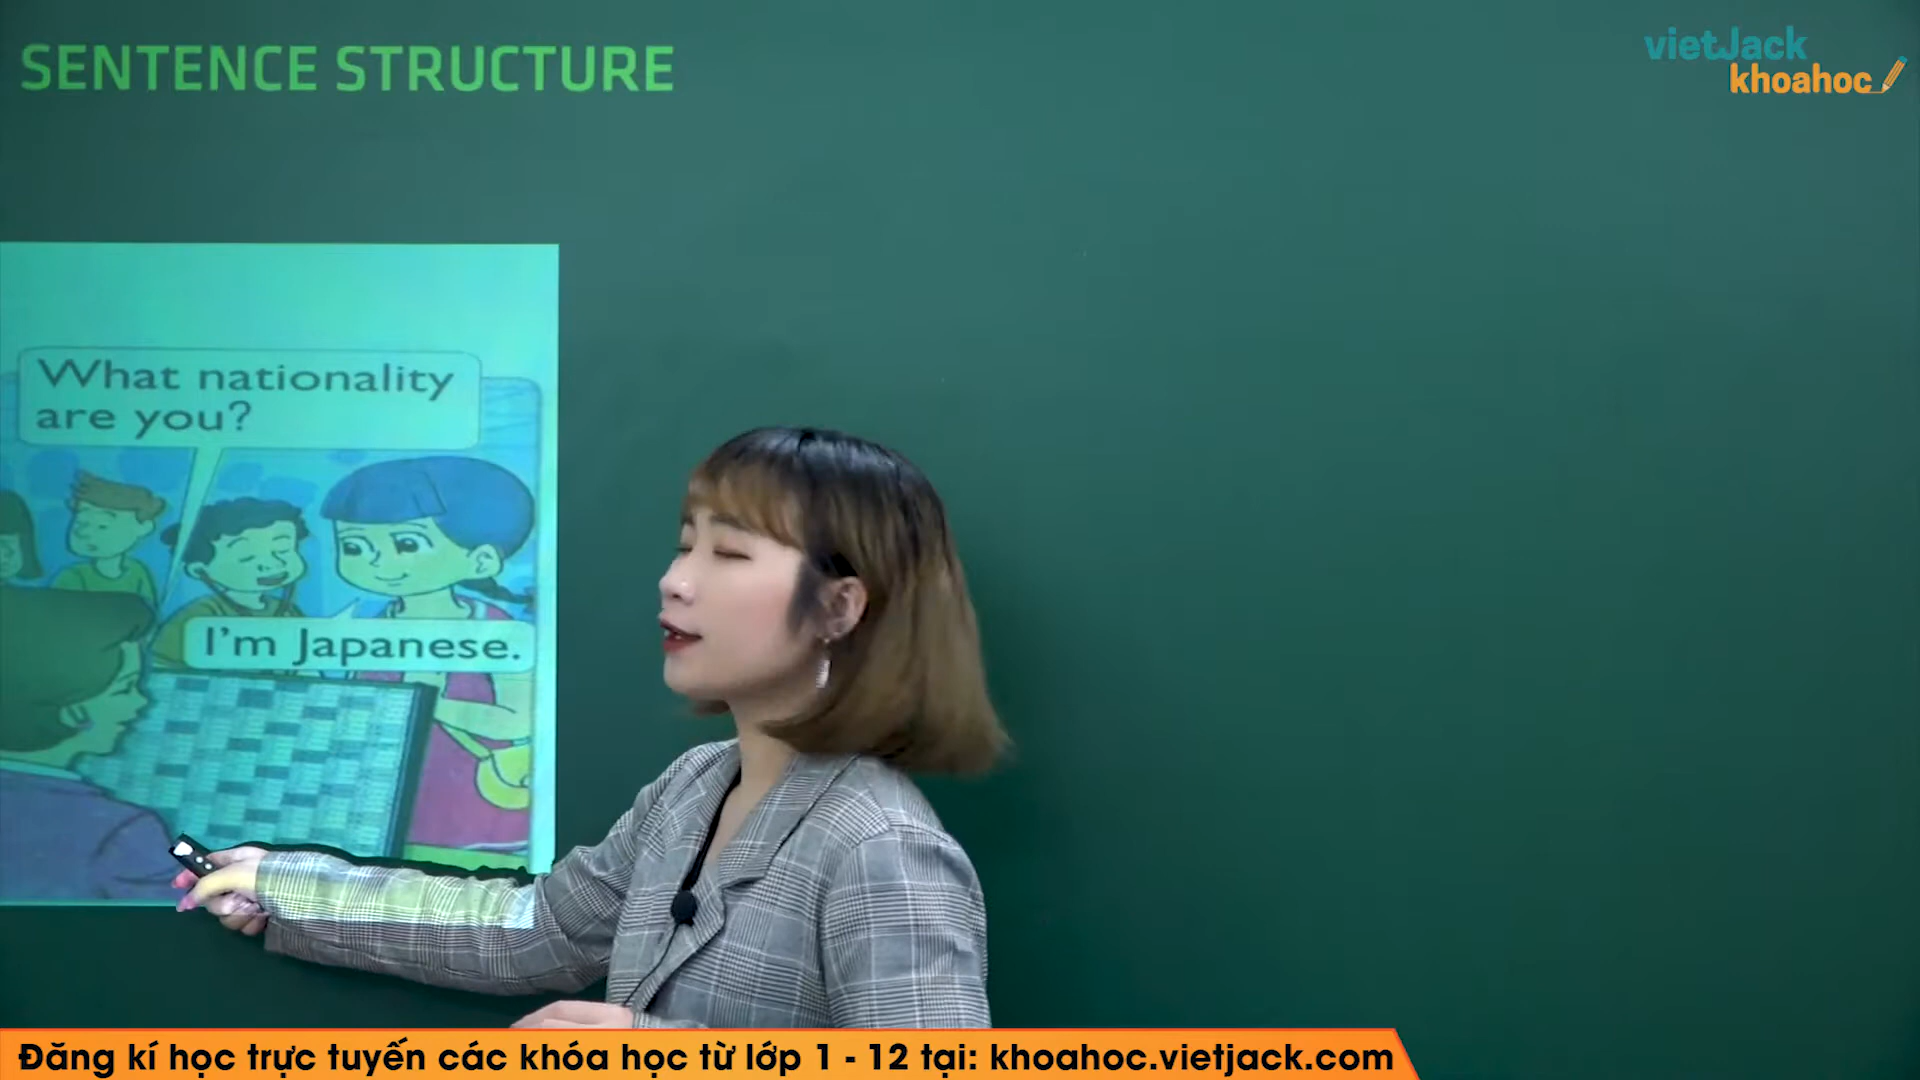 SENTENCE STRUCTURE
vietJack
khoahoc
What nationality
are you?
I'm Japanese.
Đăng kí học trực tuyến các khóa học từ lớp 1 - 12 tại: khoahoc.vietjack.com